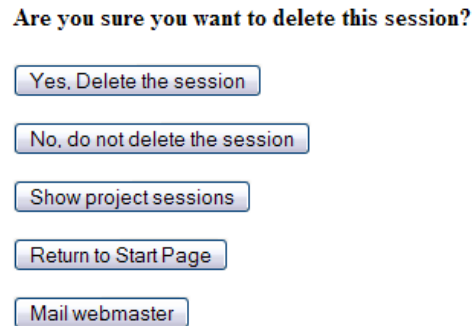 Are you sure you want to delete this session?
Yes, Delete the session
No, do not delete the session
Show project sessions
Return to Start Page
Mail webmaster